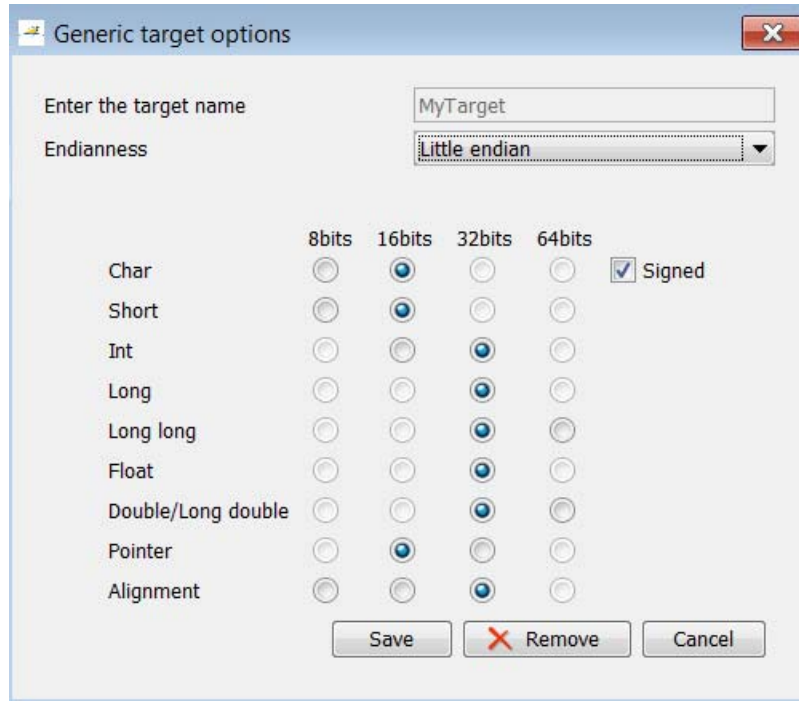 Generic target options
Enter the target name MyTarget
Endianness Little endian
8bits 16bits 32bits 64bits
Char Signed
Short
Int
Long
Long long
Float
Double/Long double
Pointer
Alignment
Save Remove Cancel